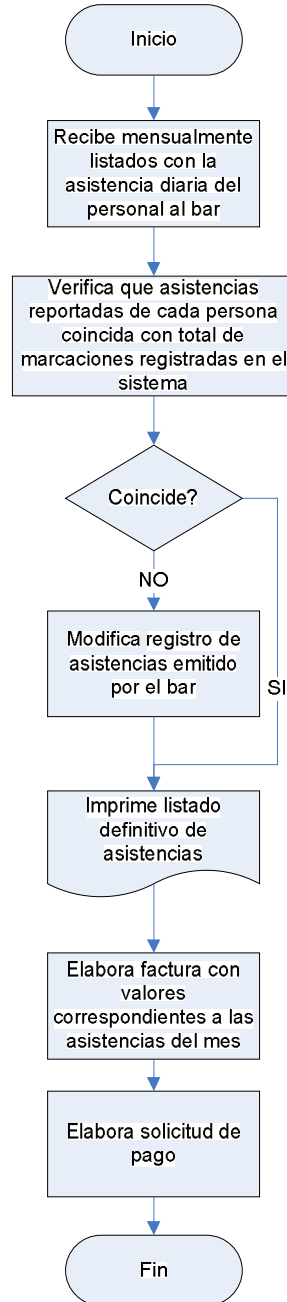 Inicio
Recibe mensualmente
listados con la
asistencia diaria del
personal al bar
Verifica que asistencias
reportadas de cada persona
coincida con total de
marcaciones registradas en el
sistema
Coincide?
NO
Modifica registro de
asistencias emitido
por el bar
SI
Imprime listado
definitivo de
asistencias
Elabora factura con
valores
correspondientes a las
asistencias del mes
Elabora solicitud de
pago
Fin